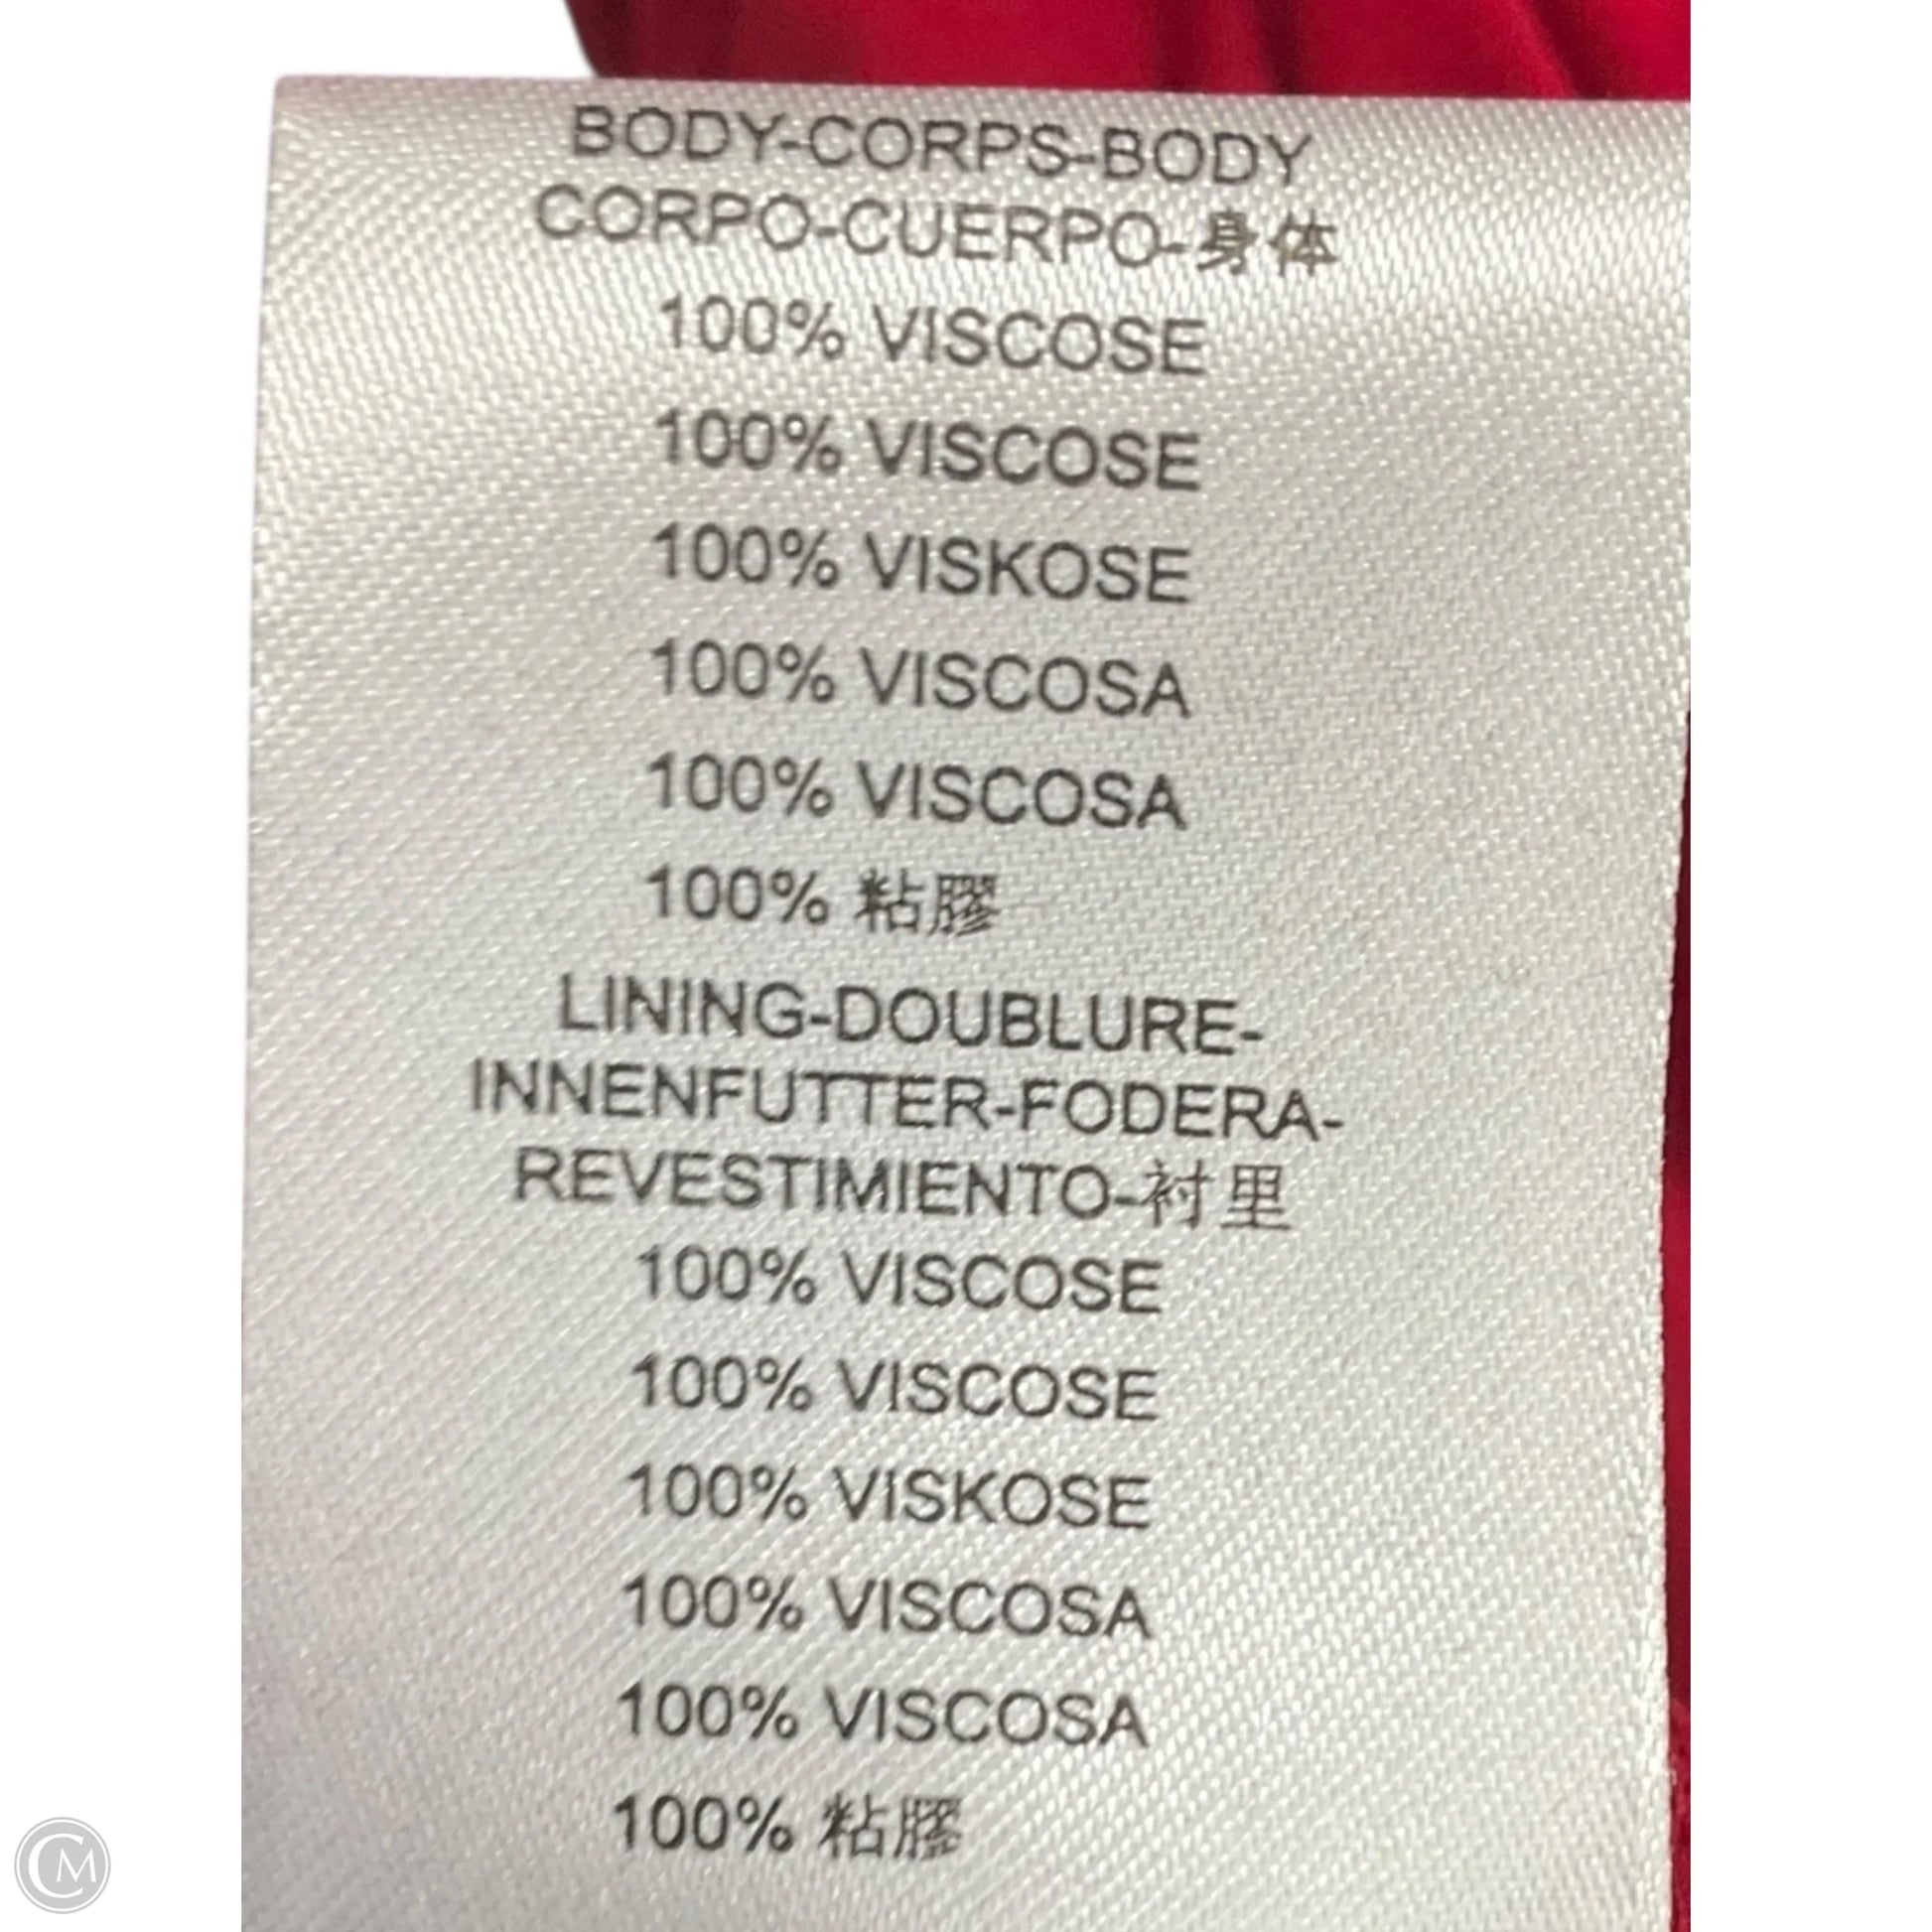 BODY-CORPS-BODY
CORPO-CUERPO-身体
100% VISCOSE
100% VISCOSE
100% VISKOSE
100% VISCOSA
100% VISCOSA
100% 粘膠
LINING-DOUBLURE-
INNENFUTTER-FODERA-
REVESTIMIENTO-衬里
100% VISCOSE
100% VISCOSE
100% VISKOSE
100% VISCOSA
100% VISCOSA
100% 粘膠
CM